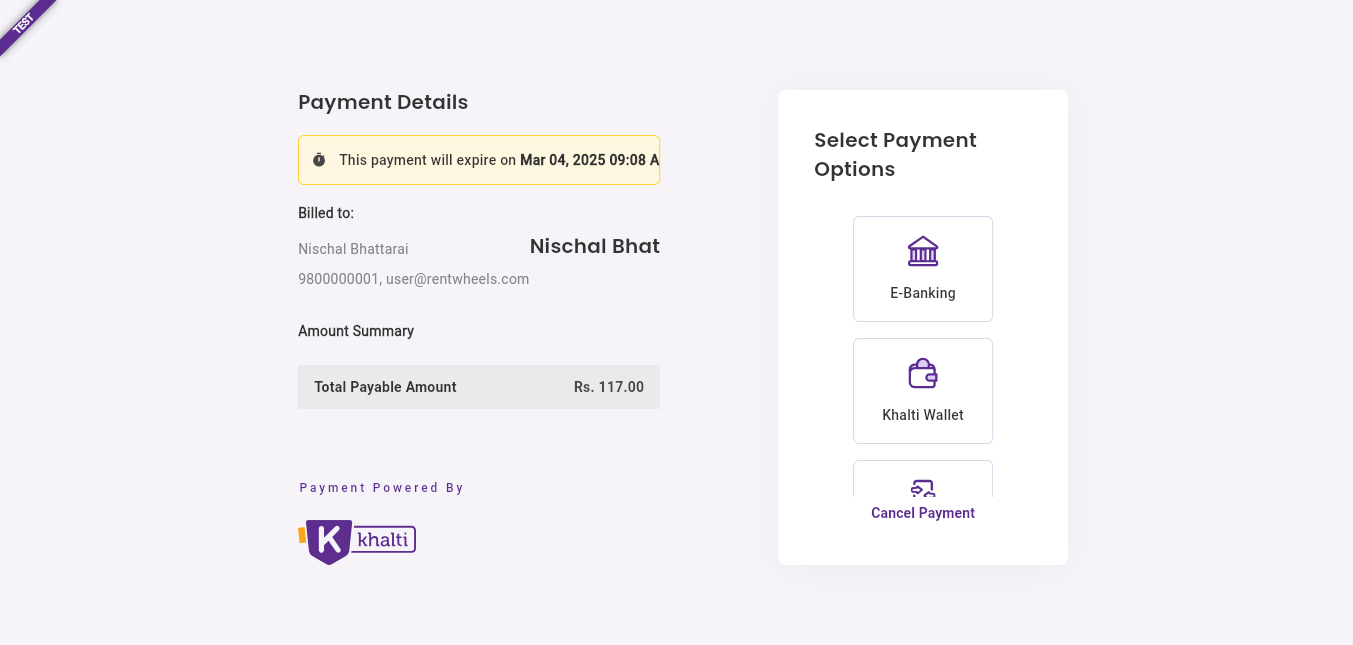 TEST
Payment Details
This payment will expire on Mar 04, 2025 09:08 A
Billed to:
Nischal Bhattarai
Nischal Bhat
9800000001, user@rentwheels.com
Amount Summary
Total Payable Amount Rs. 117.00
Payment Powered By
K khalti
Select Payment
Options
E-Banking
Khalti Wallet
Cancel Payment